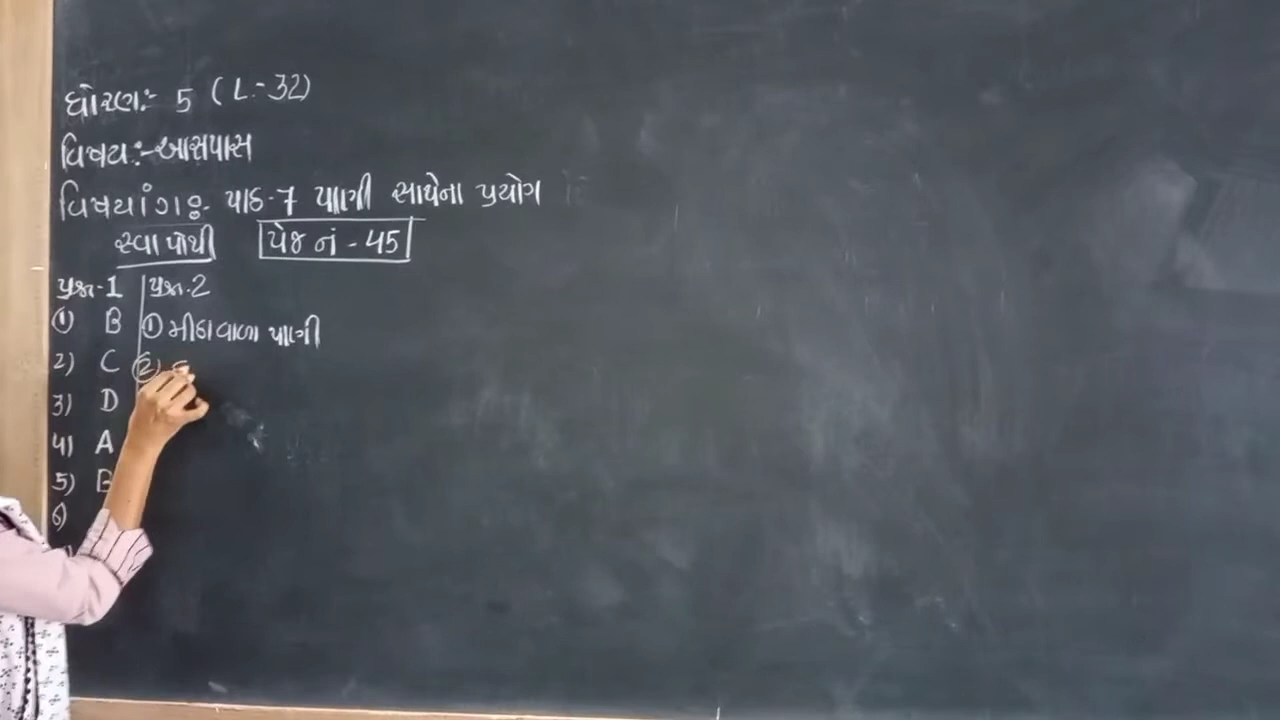 ધોરણ:- 5 (L-32)
વિષય:-આસપાસ
વિષયાંગઃ- પાઠ-7 પાણી સાથેના પ્રયોગ
સ્વાપોથી પેજ નં - 45
પ્રશ્ન-1 પ્રશ્ન.2
① B ① મીઠાવાળા પાણી
2) C ②
3) D
4) A
5) B
6)